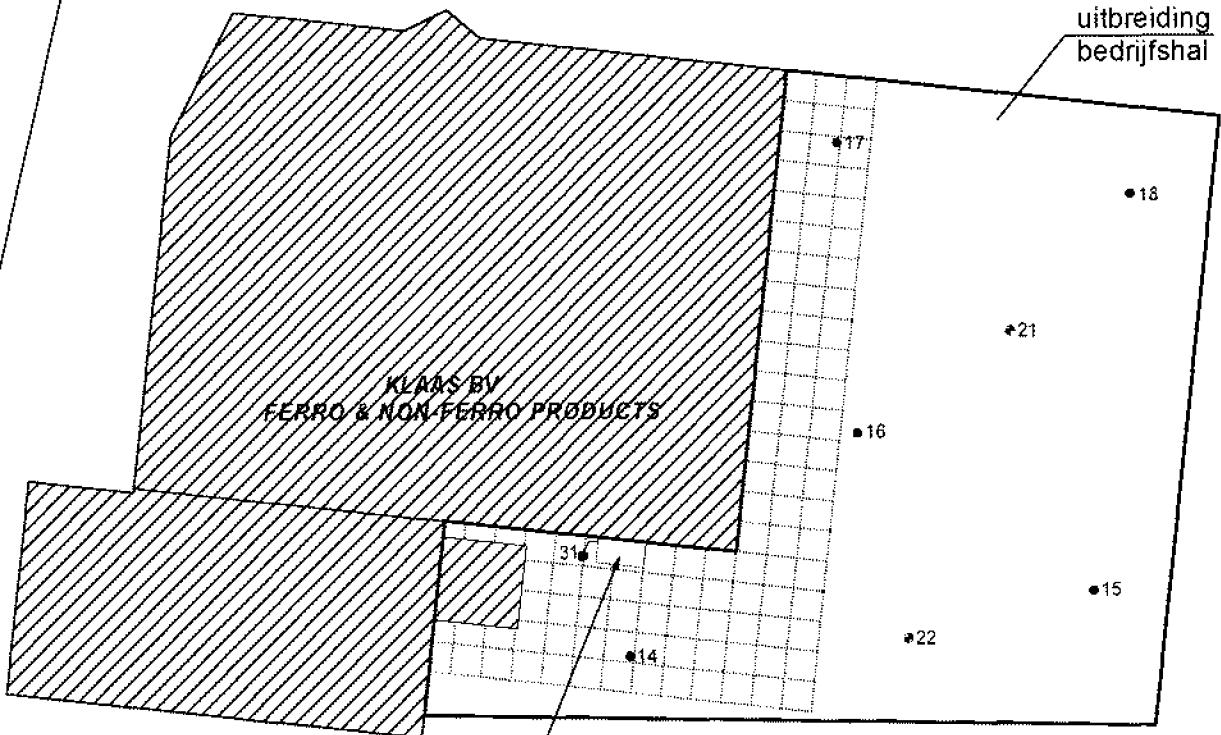 uitbreiding
bedrijfshal
17
18
21
KLAAS BV
FERRO & NON-FERRO PRODUCTS
16
31
15
22
14